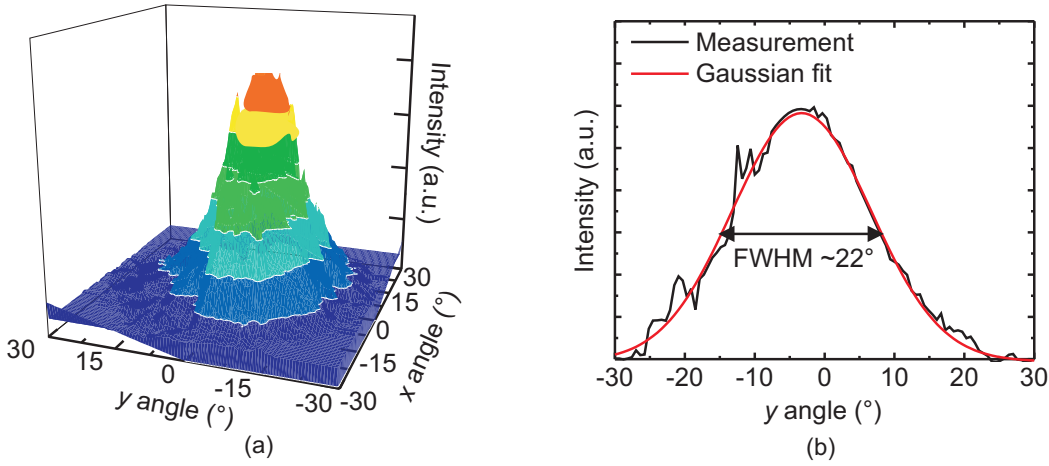 Intensity (a.u.)
30
15
0
-15
-30
y angle (°)
30
15
0
-15
-30
x angle (°)
(a)
Measurement
Gaussian fit
FWHM ~22°
Intensity (a.u.)
-30 -20 -10 0 10 20 30
y angle (°)
(b)